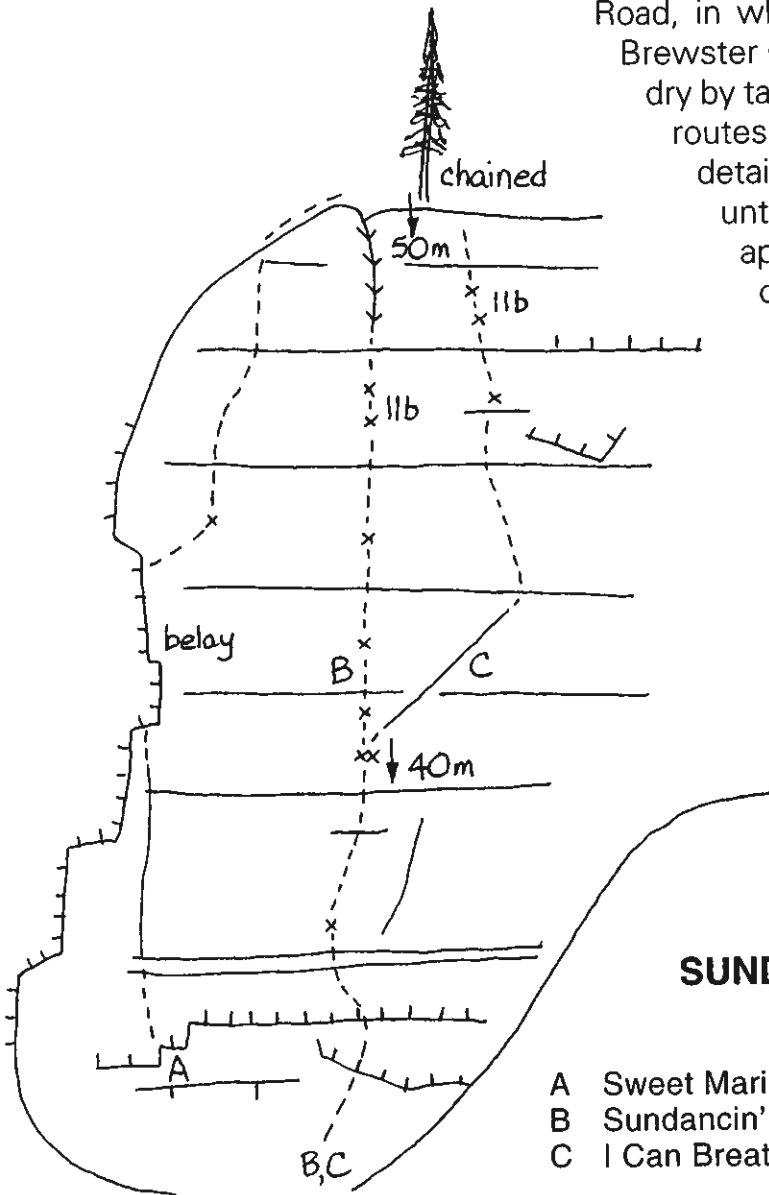 Road, in wh
Brewster
dry by ta
routes
detai
unt
ap
chained
50m
11b
11b
belay
B
C
40m
SUND
A
A Sweet Mari
B Sundancin'
C I Can Breat
B,C